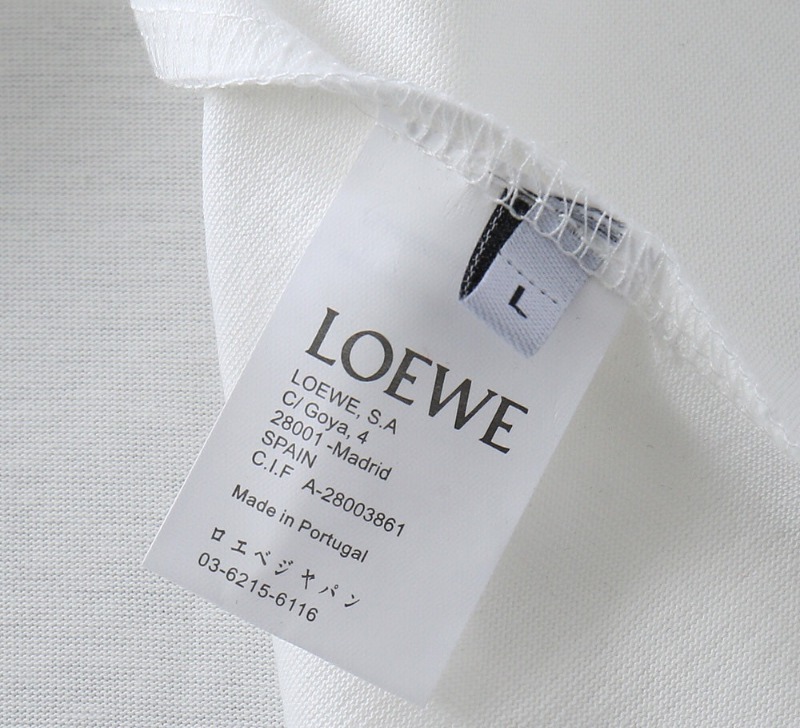 L
LOEWE
LOEWE, S.A
C/ Goya, 4
28001 -Madrid
SPAIN
C.I.F A-28003861
Made in Portugal
ロエベジャパン
03-6215-6116